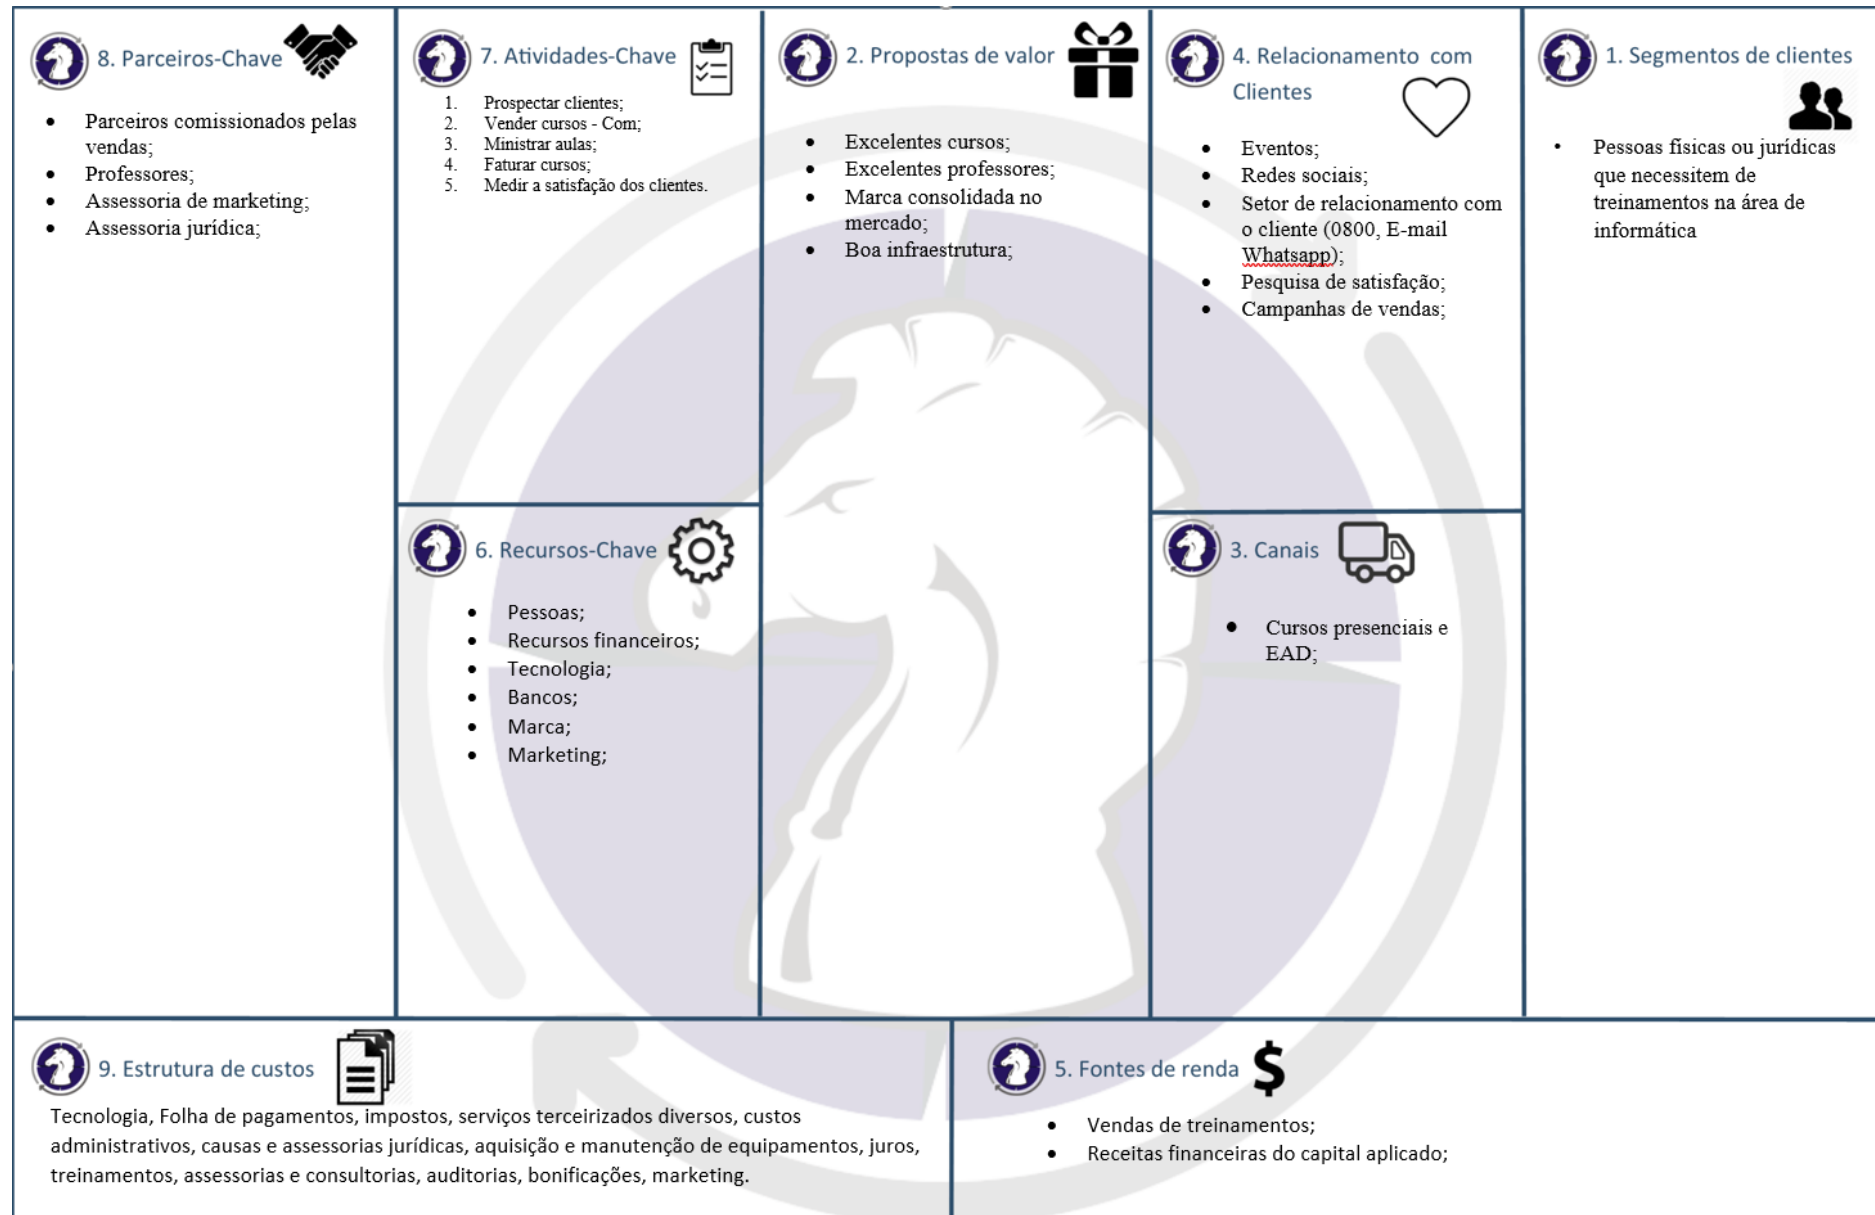 8. Parceiros-Chave
Parceiros comissionados pelas
vendas;
Professores;
Assessoria de marketing;
Assessoria jurídica;
7. Atividades-Chave
1. Prospectar clientes;
2. Vender cursos - Com;
3. Ministrar aulas;
4. Faturar cursos;
5. Medir a satisfação dos clientes.
6. Recursos-Chave
Pessoas;
Recursos financeiros;
Tecnologia;
Bancos;
Marca;
Marketing;
2. Propostas de valor
Excelentes cursos;
Excelentes professores;
Marca consolidada no
mercado;
Boa infraestrutura;
4. Relacionamento com
Clientes
Eventos;
Redes sociais;
Setor de relacionamento com
o cliente (0800, E-mail
Whatsapp);
Pesquisa de satisfação;
Campanhas de vendas;
3. Canais
Cursos presenciais e
EAD;
1. Segmentos de clientes
Pessoas físicas ou jurídicas
que necessitem de
treinamentos na área de
informática
9. Estrutura de custos
Tecnologia, Folha de pagamentos, impostos, serviços terceirizados diversos, custos
administrativos, causas e assessorias jurídicas, aquisição e manutenção de equipamentos, juros,
treinamentos, assessorias e consultorias, auditorias, bonificações, marketing.
5. Fontes de renda
$
Vendas de treinamentos;
Receitas financeiras do capital aplicado;